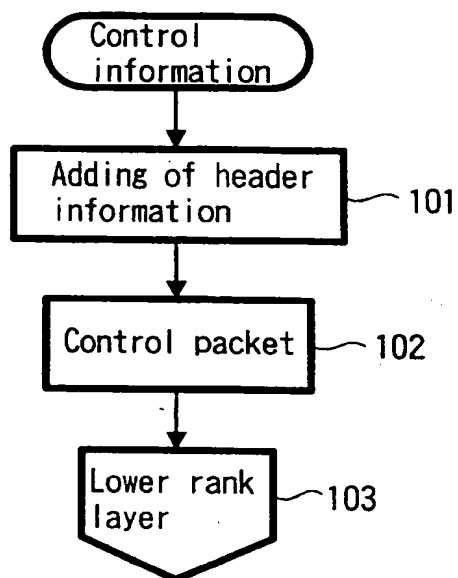 Control
information
Adding of header
information
101
Control packet
102
Lower rank
layer
103